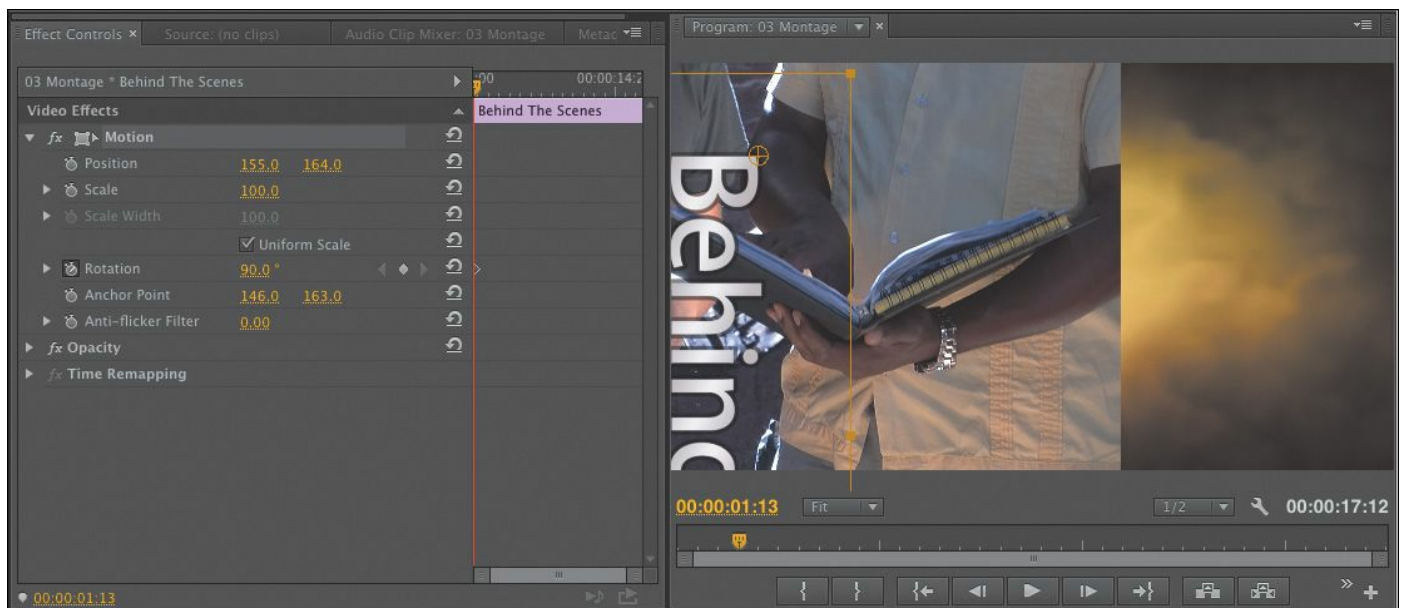 Effect Controls × Source: (no clips) Audio Clip Mixer: 03 Montage Metac
03 Montage * Behind The Scenes
:00 00:00:14:2
Video Effects
Behind The Scenes
fx Motion
Position 155.0 164.0
Scale 100.0
Scale Width 100.0
Uniform Scale
Rotation 90.0 °
Anchor Point 146.0 163.0
Anti-flicker Filter 0.00
fx Opacity
fx Time Remapping
00:00:01:13
Program: 03 Montage ×
Behind
00:00:01:13 Fit 1/2 00:00:17:12